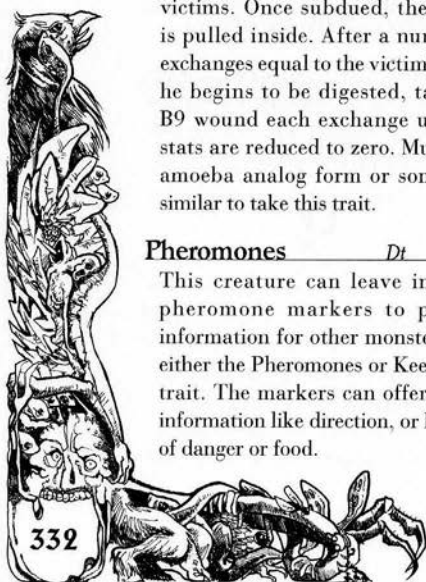 victims. Once subdued, the
is pulled inside. After a num
exchanges equal to the victim
he begins to be digested, ta
B9 wound each exchange u
stats are reduced to zero. Mu
amoeba analog form or som
similar to take this trait.
Pheromones Dt
This creature can leave in
pheromone markers to p
information for other monste
either the Pheromones or Kee
trait. The markers can offer
information like direction, or l
of danger or food.
332